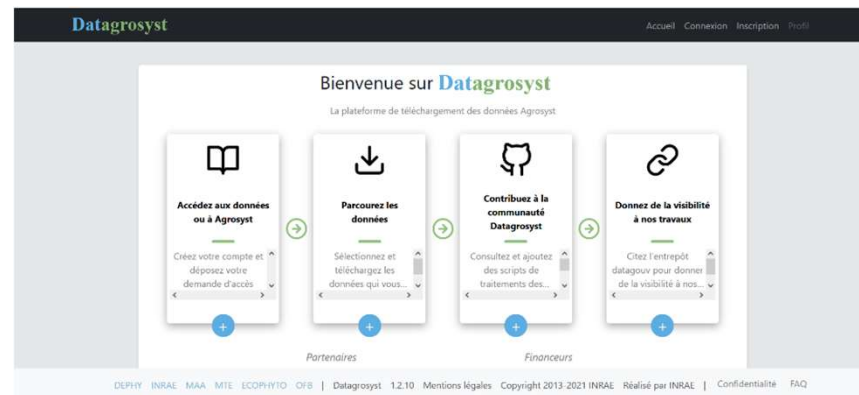 Datagrosyst
Accueil Connexion Inscription Profil
Bienvenue sur Datagrosyst
La plateforme de téléchargement des données Agrosyst
Accédez aux données
ou à Agrosyst
Créez votre compte et
déposez votre
demande d'accès
Parcourez les
données
Sélectionnez et
téléchargez les
données qui vous...
Contribuez à la
communauté
Datagrosyst
Consultez et ajoutez
des scripts de
traitements des...
Donnez de la visibilité
à nos travaux
Citez l'entrepôt
datagouv pour donner
de la visibilité à nos...
Partenaires
Financeurs
DEPHY INRAE MAA MTE ECOPHYTO OFB | Datagrosyst 1.2.10 Mentions légales Copyright 2013-2021 INRAE Réalisé par INRAE | Confidentialité FAQ